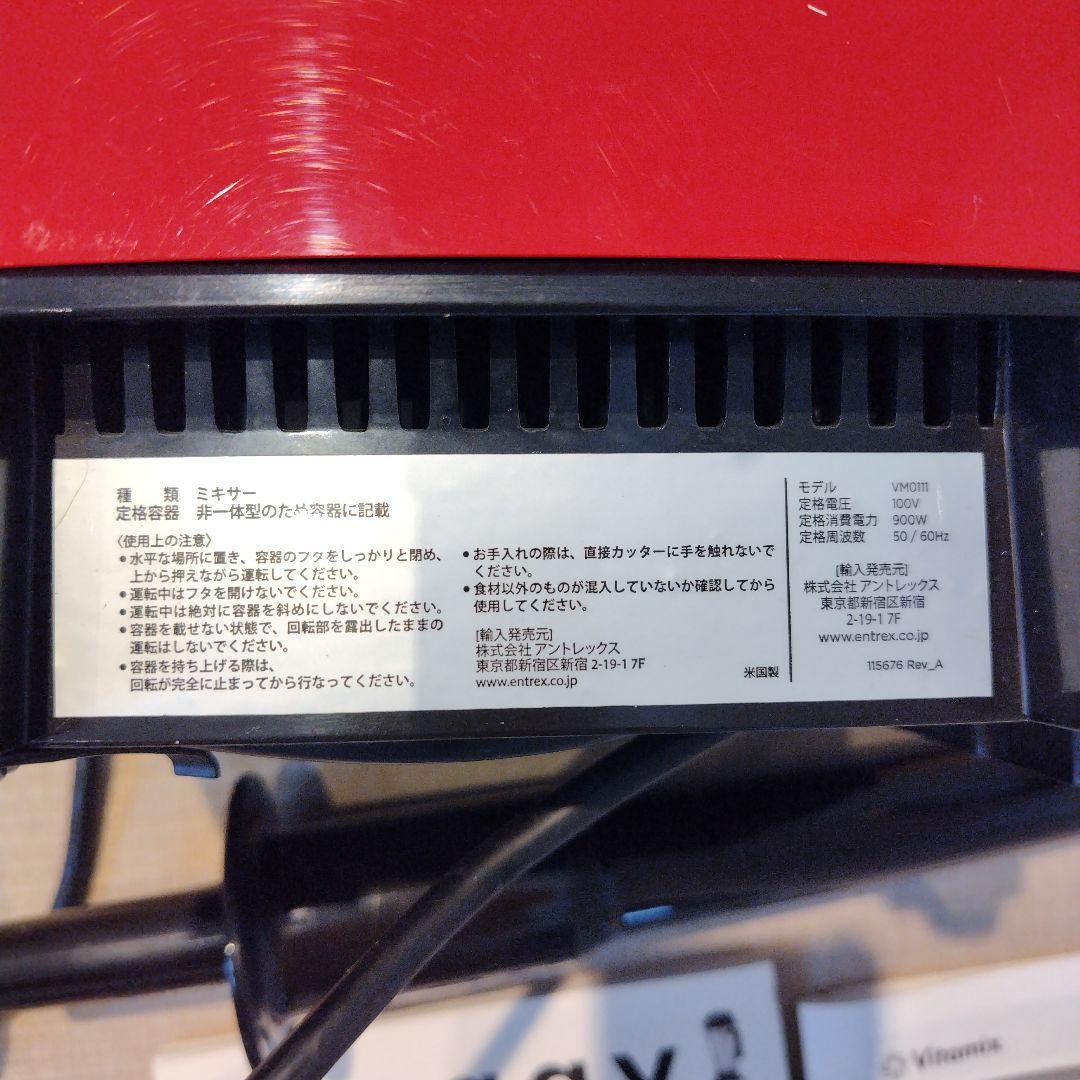 種　類　ミキサー
定格容器　非一体型のため容器に記載
〈使用上の注意〉
●水平な場所に置き、容器のフタをしっかりと閉め、
上から押えながら運転してください。
●運転中はフタを開けないでください。
●運転中は絶対に容器を斜めにしないでください。
●容器を載せない状態で、回転部を露出したままの
運転はしないでください。
●容器を持ち上げる際は、
回転が完全に止まってから行なってください。
●お手入れの際は、直接カッターに手を触れないで
ください。
●食材以外のものが混入していないか確認してから
使用してください。
[輸入発売元]
株式会社 アントレックス
東京都新宿区新宿 2-19-1 7F
www.entrex.co.jp
米国製
モデル　VM0111
定格電圧　100V
定格消費電力　900W
定格周波数　50 / 60Hz
[輸入発売元]
株式会社 アントレックス
東京都新宿区新宿
2-19-1 7F
www.entrex.co.jp
115676 Rev_A
Vitamix